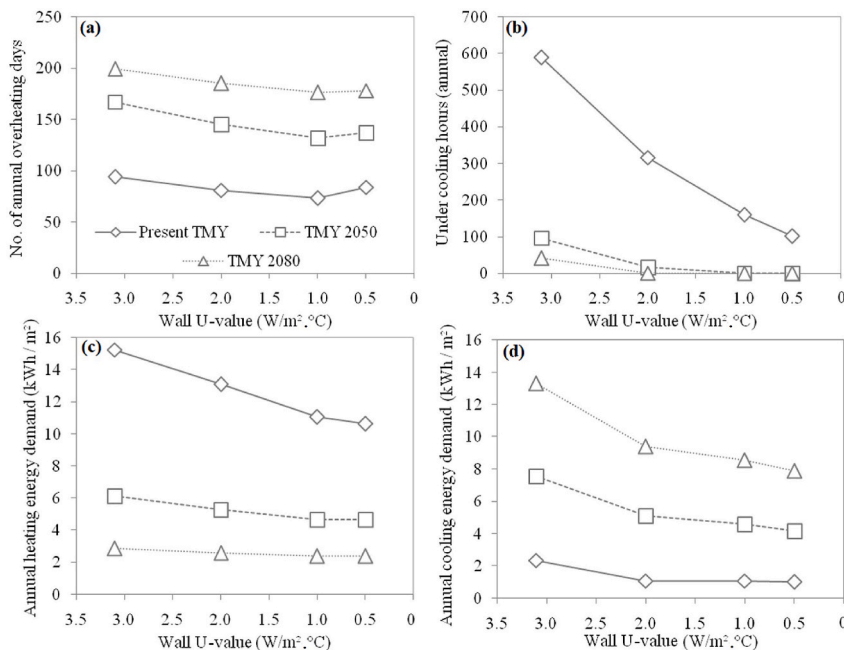 (a)
No. of annual overheating days
250
200
150
100
50
0
Present TMY
TMY 2050
TMY 2080
3.5 3.0 2.5 2.0 1.5 1.0 0.5 0
Wall U-value (W/m².°C)
(b)
Under cooling hours (annual)
700
600
500
400
300
200
100
0
3.5 3.0 2.5 2.0 1.5 1.0 0.5 0
Wall U-value (W/m².°C)
(c)
Annual heating energy demand (kWh / m²)
16
14
12
10
8
6
4
2
0
3.5 3.0 2.5 2.0 1.5 1.0 0.5 0
Wall U-value (W/m².°C)
(d)
Annual cooling energy demand (kWh / m²)
16
14
12
10
8
6
4
2
0
3.5 3.0 2.5 2.0 1.5 1.0 0.5 0
Wall U-value (W/m².°C)